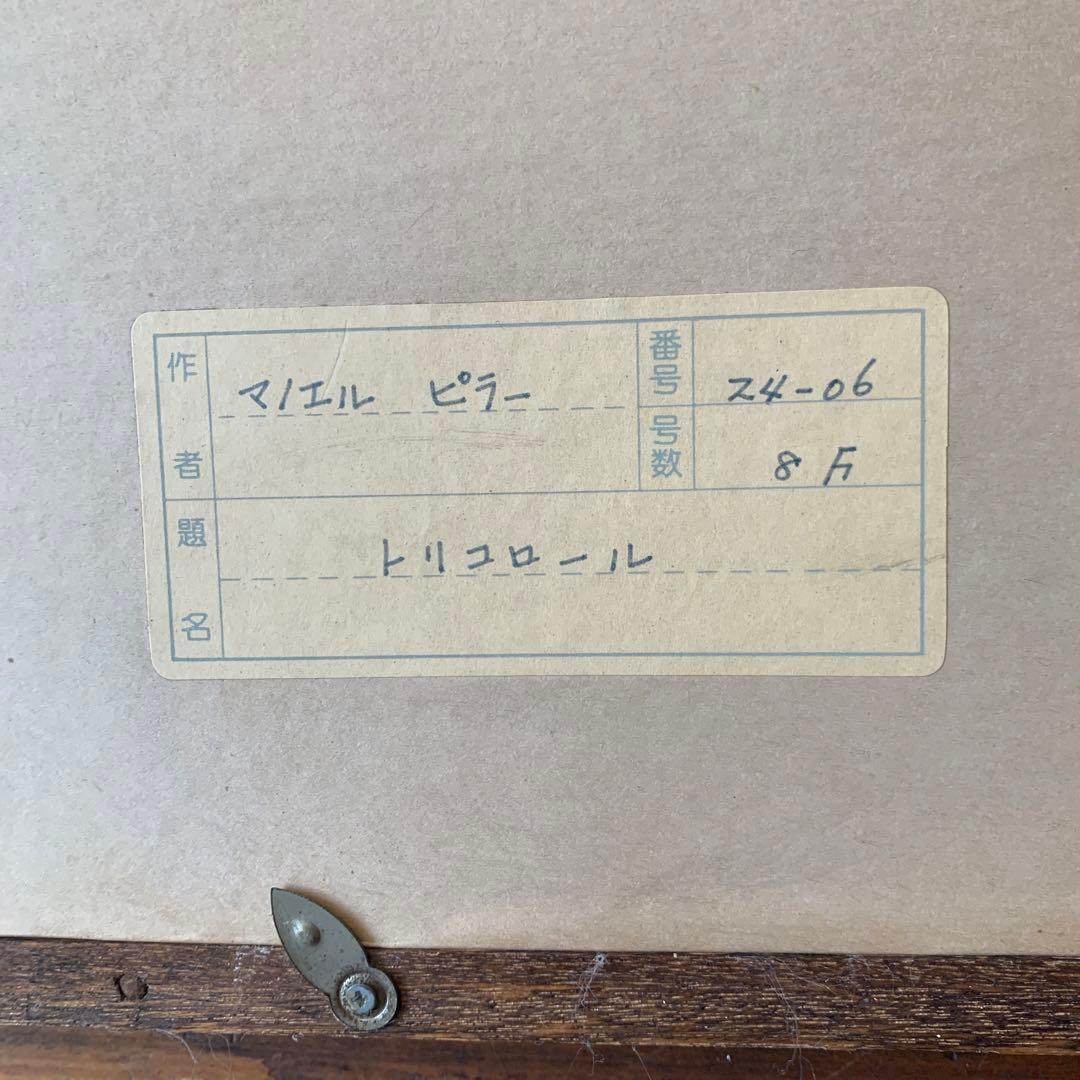 作者 マノエル ピラー
番号 24-06
号数 8F
題名 トリコロール